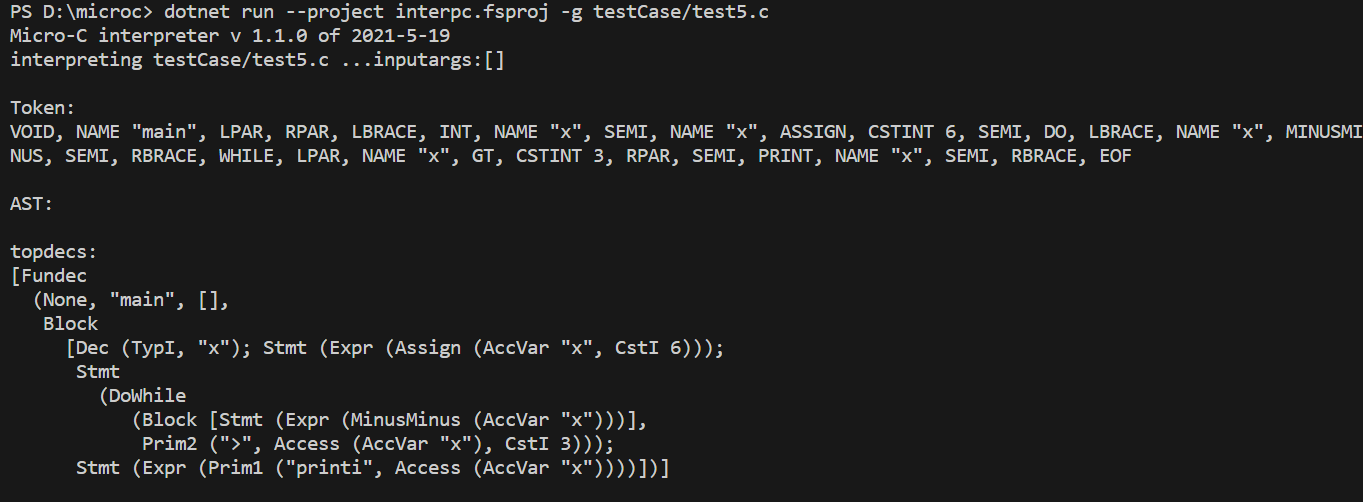 PS D:\microc> dotnet run --project interpc.fsproj -g testCase/test5.c
Micro-C interpreter v 1.1.0 of 2021-5-19
interpreting testCase/test5.c ...inputargs:[]
Token:
VOID, NAME "main", LPAR, RPAR, LBRACE, INT, NAME "x", SEMI, NAME "x", ASSIGN, CSTINT 6, SEMI, DO, LBRACE, NAME "x", MINUSMI
NUS, SEMI, RBRACE, WHILE, LPAR, NAME "x", GT, CSTINT 3, RPAR, SEMI, PRINT, NAME "x", SEMI, RBRACE, EOF
AST:
topdecs:
[Fundec
  (None, "main", [],
   Block
     [Dec (TypI, "x"); Stmt (Expr (Assign (AccVar "x", CstI 6)));
      Stmt
        (DoWhile
           (Block [Stmt (Expr (MinusMinus (AccVar "x")))],
            Prim2 (">", Access (AccVar "x"), CstI 3)));
      Stmt (Expr (Prim1 ("printi", Access (AccVar "x"))))])]